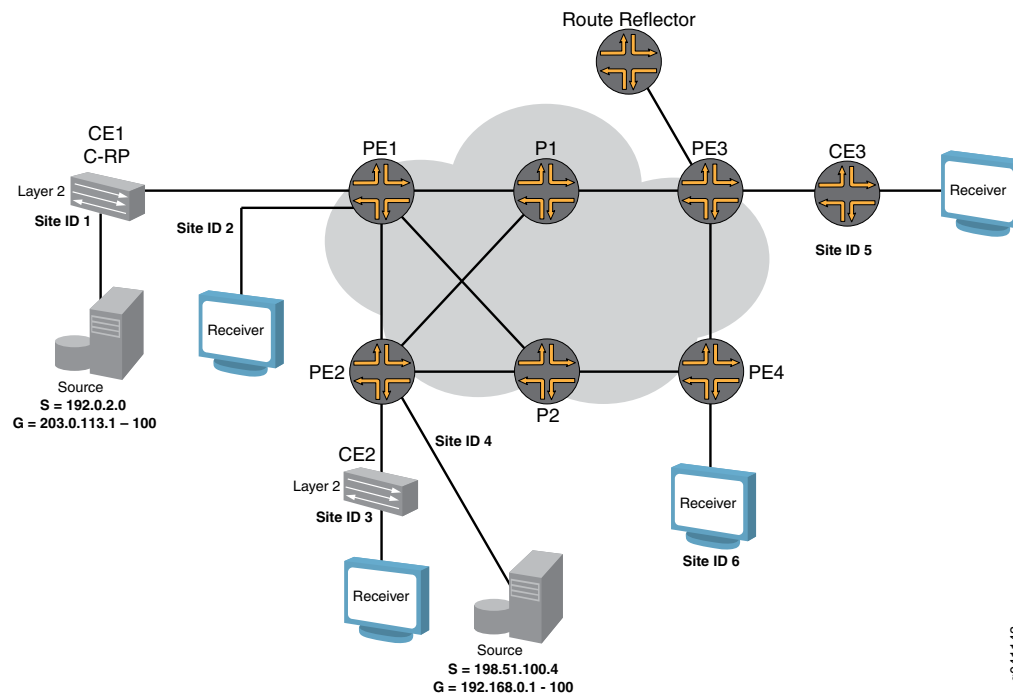 Route Reflector
CE1
C-RP
PE1
P1
PE3
CE3
Layer 2
Site ID 1
Site ID 2
Receiver
Site ID 5
Receiver
Source
S = 192.0.2.0
G = 203.0.113.1 – 100
PE2
P2
PE4
Site ID 4
CE2
Layer 2
Site ID 3
Receiver
Site ID 6
Receiver
Source
S = 198.51.100.4
G = 192.168.0.1 - 100